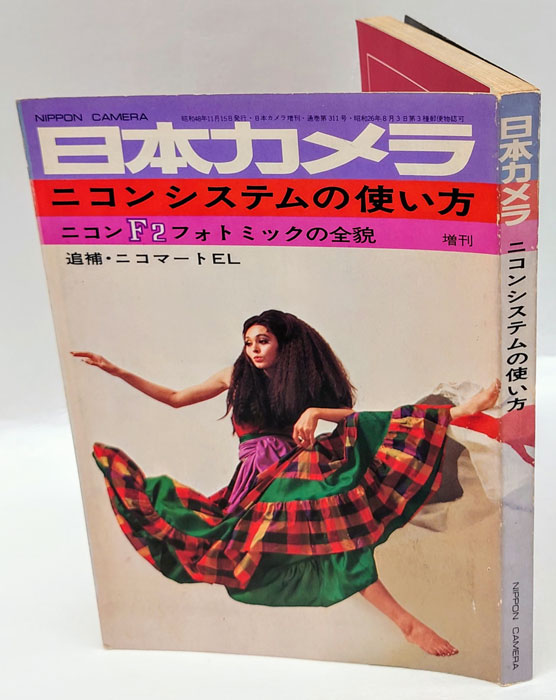 NIPPON CAMERA
昭和48年11月15日発行・日本カメラ増刊・通巻第311号・昭和26年8月3日第3種郵便物認可
日本カメラ
ニコンシステムの使い方
ニコンF2フォトミックの全貌
増刊
追補・ニコマートEL
日本カメラ
ニコンシステムの使い方
NIPPON CAMERA